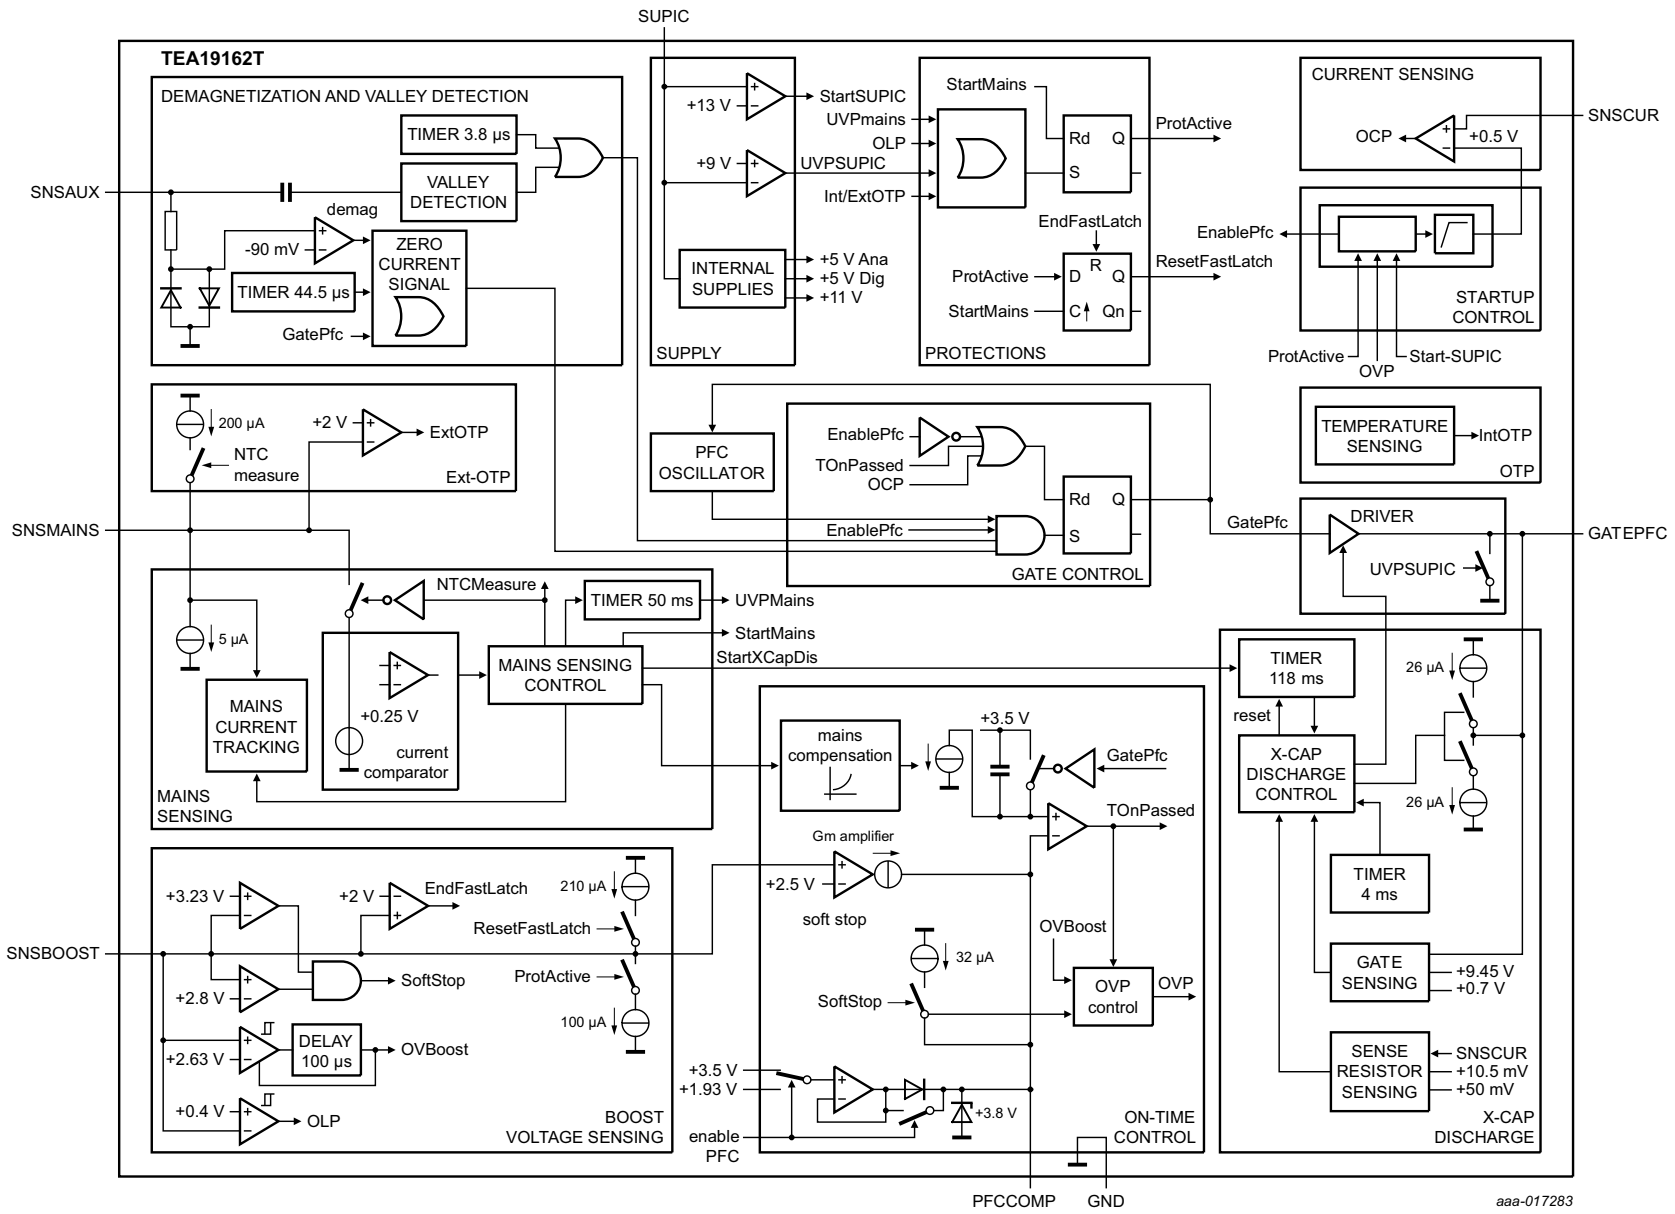 SUPIC
TEA19162T
DEMAGNETIZATION AND VALLEY DETECTION
TIMER 3.8 µs
VALLEY
DETECTION
SNSAUX
demag
-90 mV
ZERO
CURRENT
SIGNAL
TIMER 44.5 µs
GatePfc
+13 V
StartSUPIC
+9 V
UVPSUPIC
INTERNAL
SUPPLIES
+5 V Ana
+5 V Dig
+11 V
SUPPLY
StartMains
UVPmains
OLP
Int/ExtOTP
Rd
Q
S
ProtActive
EndFastLatch
ProtActive
StartMains
D
R
Q
C
Qn
ResetFastLatch
PROTECTIONS
CURRENT SENSING
OCP
+0.5 V
SNSCUR
EnablePfc
STARTUP
CONTROL
ProtActive
OVP
Start-SUPIC
200 µA
NTC
measure
+2 V
ExtOTP
Ext-OTP
PFC
OSCILLATOR
EnablePfc
TOnPassed
OCP
EnablePfc
Rd
Q
S
GATE CONTROL
TEMPERATURE
SENSING
IntOTP
OTP
SNSMAINS
GatePfc
DRIVER
UVPSUPIC
GATEPFC
NTCMeasure
TIMER 50 ms
UVPMains
StartMains
StartXCapDis
5 µA
MAINS
CURRENT
TRACKING
+0.25 V
current
comparator
MAINS SENSING
CONTROL
MAINS
SENSING
TIMER
118 ms
reset
X-CAP
DISCHARGE
CONTROL
26 µA
26 µA
TIMER
4 ms
GATE
SENSING
+9.45 V
+0.7 V
SENSE
RESISTOR
SENSING
SNSCUR
+10.5 mV
+50 mV
X-CAP
DISCHARGE
mains
compensation
+3.5 V
GatePfc
TOnPassed
Gm amplifier
+2.5 V
soft stop
32 µA
SoftStop
OVBoost
OVP
control
OVP
+3.5 V
+1.93 V
enable
PFC
+3.8 V
ON-TIME
CONTROL
SNSBOOST
+3.23 V
+2 V
EndFastLatch
210 µA
ResetFastLatch
ProtActive
100 µA
+2.8 V
SoftStop
+2.63 V
DELAY
100 µs
OVBoost
+0.4 V
OLP
BOOST
VOLTAGE SENSING
PFCCOMP
GND
aaa-017283